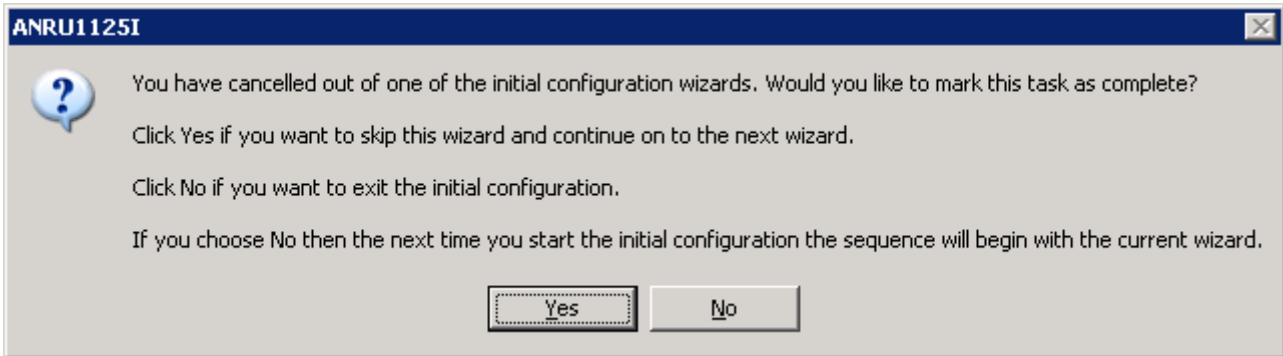 ANRU1125I
You have cancelled out of one of the initial configuration wizards. Would you like to mark this task as complete?
Click Yes if you want to skip this wizard and continue on to the next wizard.
Click No if you want to exit the initial configuration.
If you choose No then the next time you start the initial configuration the sequence will begin with the current wizard.
Yes No